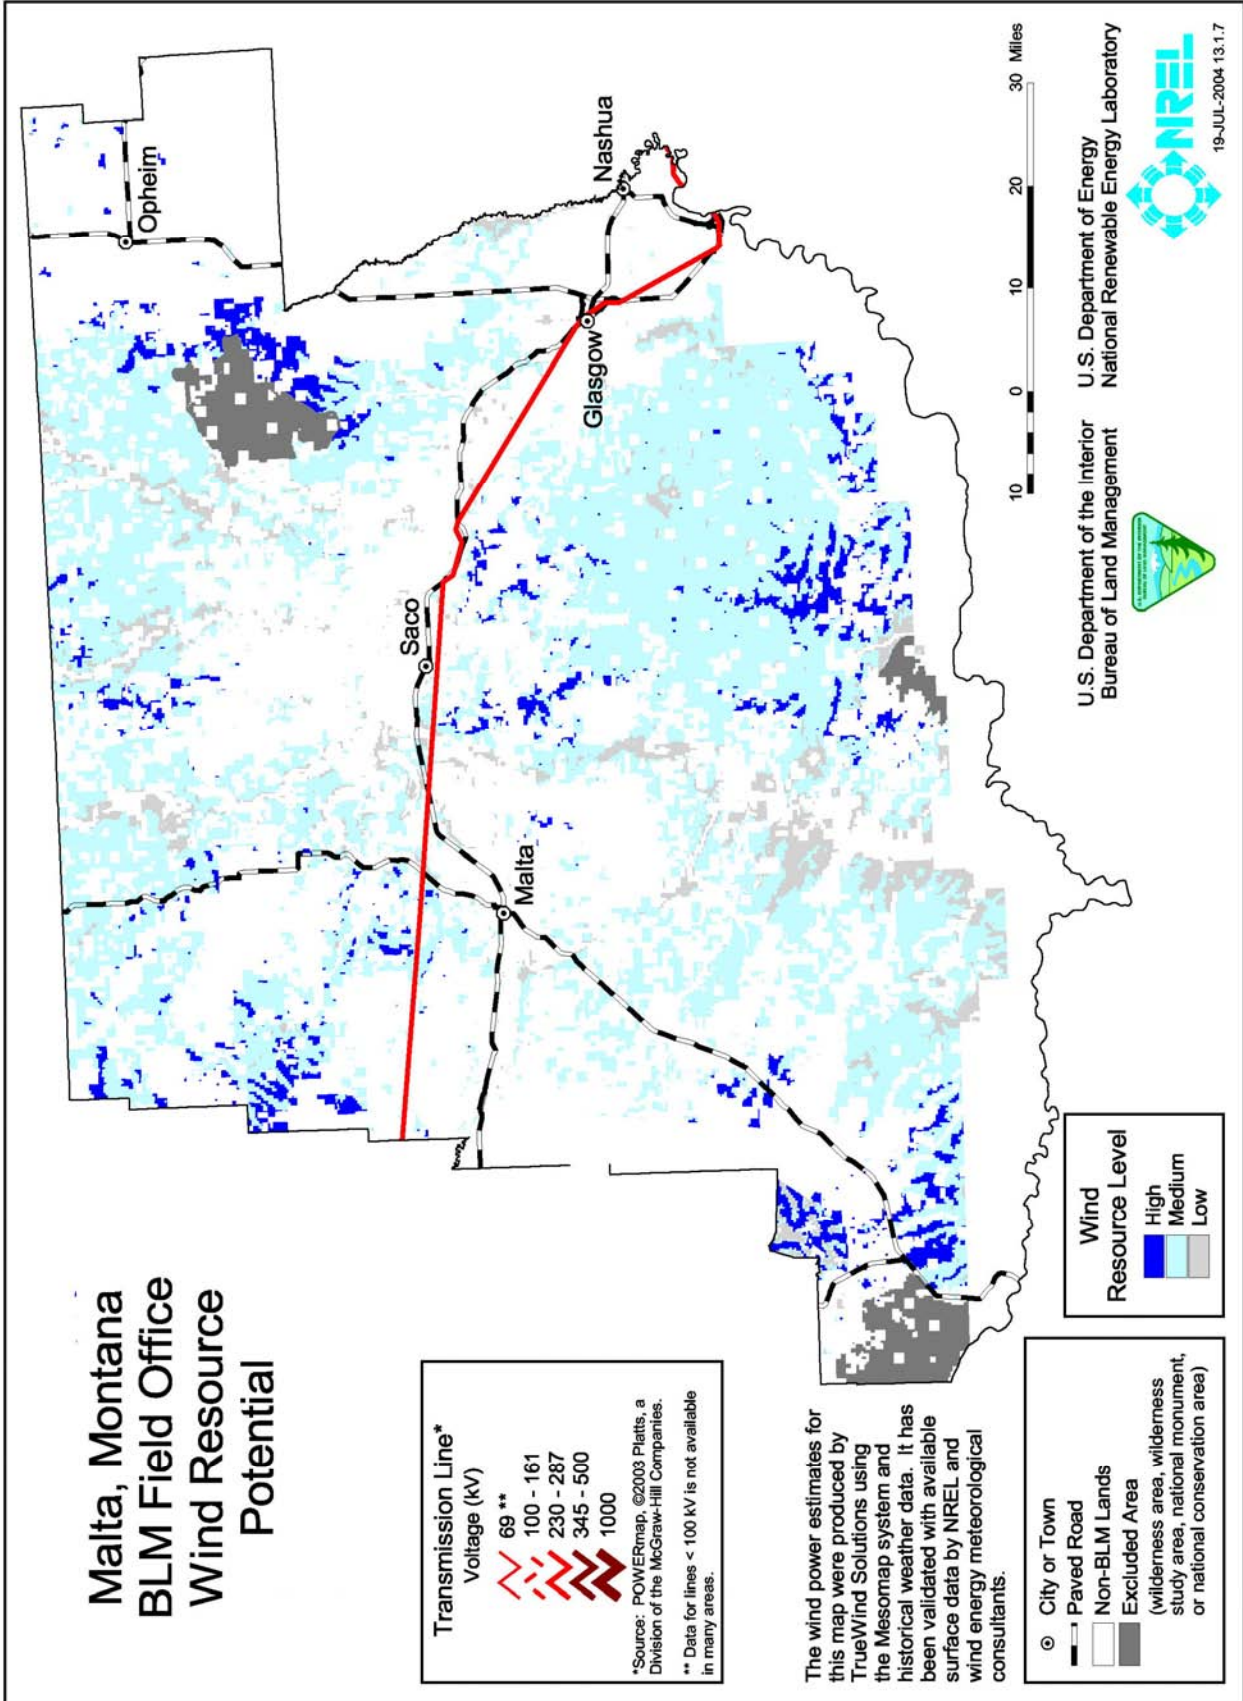 Malta, Montana
BLM Field Office
Wind Resource
Potential
Transmission Line*
Voltage (kV)
69 **
100 - 161
230 - 287
345 - 500
1000
*Source: POWERmap, ©2003 Platts, a
Division of the McGraw-Hill Companies.
** Data for lines < 100 kV is not available
in many areas.
The wind power estimates for
this map were produced by
TrueWind Solutions using
the Mesomap system and
historical weather data. It has
been validated with available
surface data by NREL and
wind energy meteorological
consultants.
City or Town
Paved Road
Non-BLM Lands
Excluded Area
(wilderness area, wilderness
study area, national monument,
or national conservation area)
Wind
Resource Level
High
Medium
Low
Opheim
Nashua
Glasgow
Saco
Malta
10 0 10 20 30 Miles
U.S. Department of the Interior
Bureau of Land Management
U.S. Department of Energy
National Renewable Energy Laboratory
NREL
19-JUL-2004 13.1.7